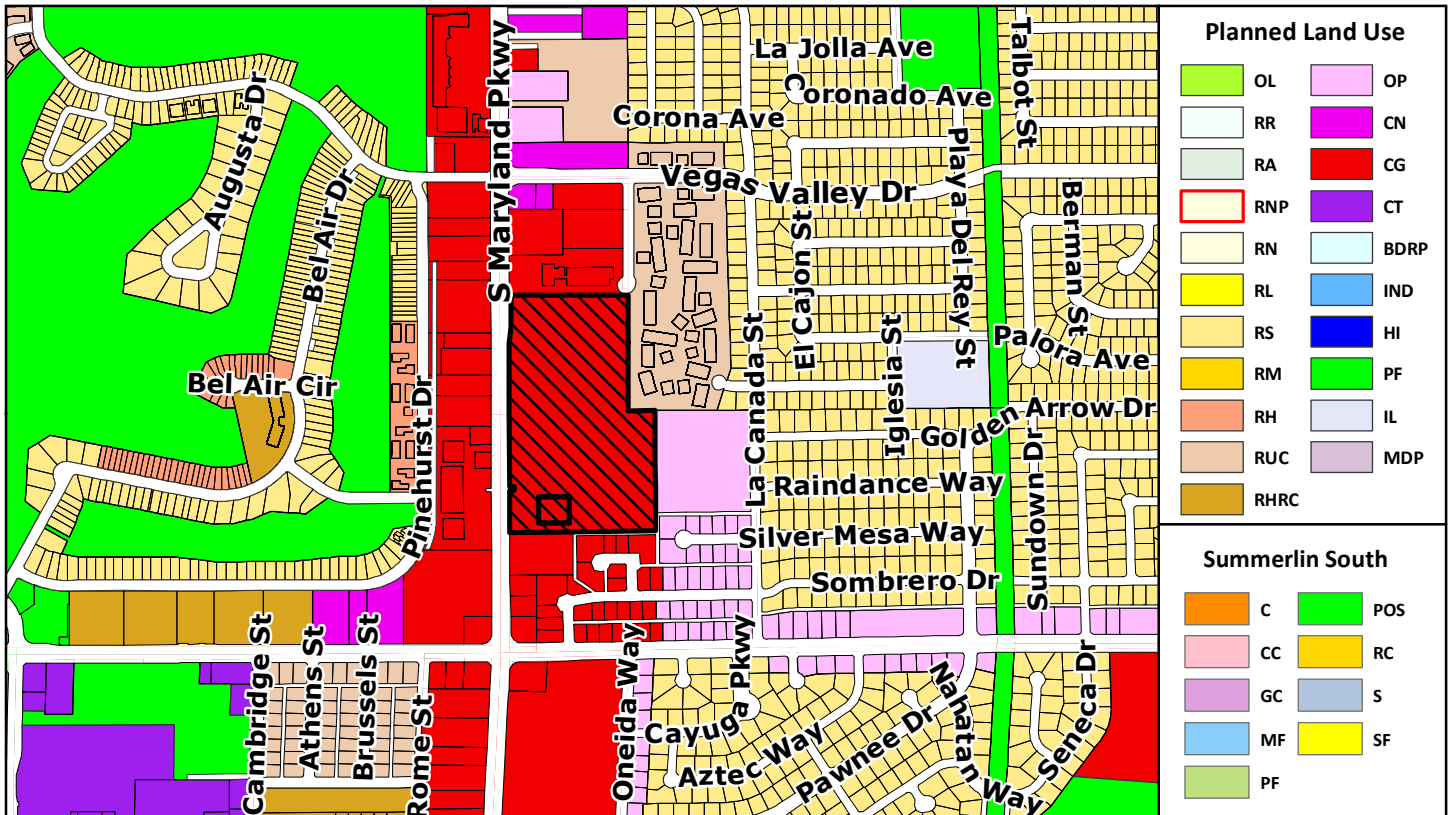 La Jolla Ave
Coronado Ave
Talbot St
Corona Ave
S Maryland Pkwy
Augusta Dr
Bel Air Dr
Vegas Valley Dr
Playa Del Rey St
Berman St
El Cajon St
Palora Ave
Bel Air Cir
Pinehurst Dr
La Canada St
Iglesia St
Golden Arrow Dr
Raindance Way
Sundown Dr
Silver Mesa Way
Sombrero Dr
Cambridge St
Athens St
Brussels St
Rome St
Oneida Way
Cayuga Pkwy
Aztec Way
Pawnee Dr
Nahatan Way
Seneca Dr
Planned Land Use
OL
OP
RR
CN
RA
CG
RNP
CT
RN
BDRP
RL
IND
RS
HI
RM
PF
RH
IL
RUC
MDP
RHRC
Summerlin South
C
POS
CC
RC
GC
S
MF
SF
PF